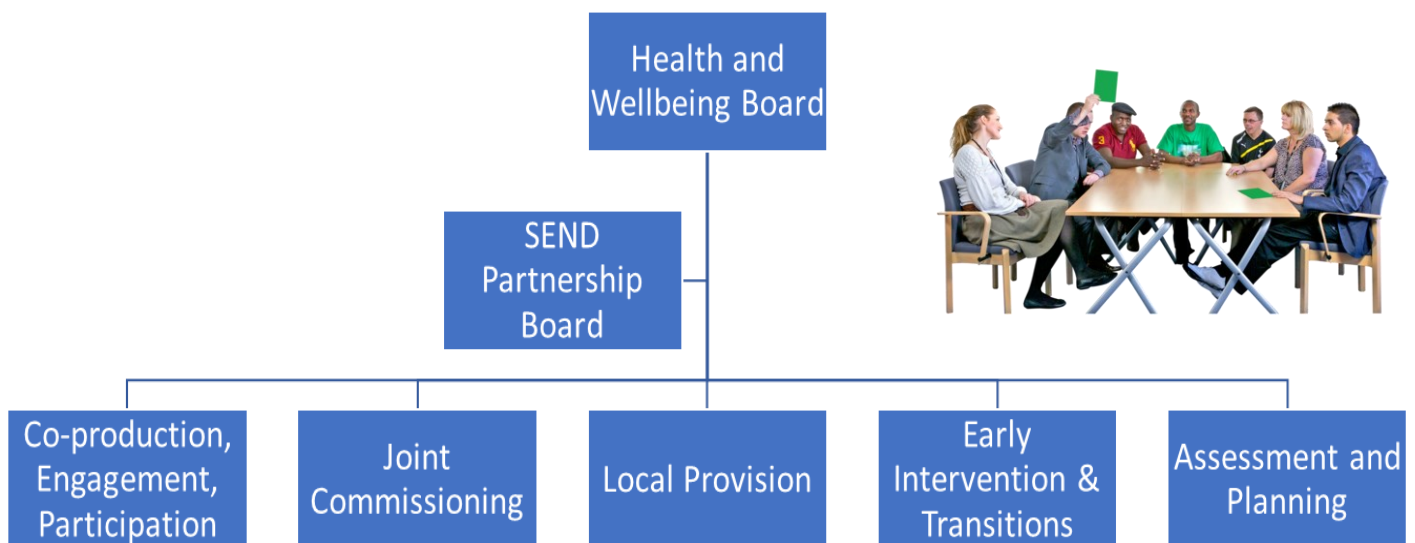 Health and
Wellbeing Board
SEND
Partnership
Board
Co-production,
Engagement,
Participation
Joint
Commissioning
Local Provision
Early
Intervention &
Transitions
Assessment and
Planning
3